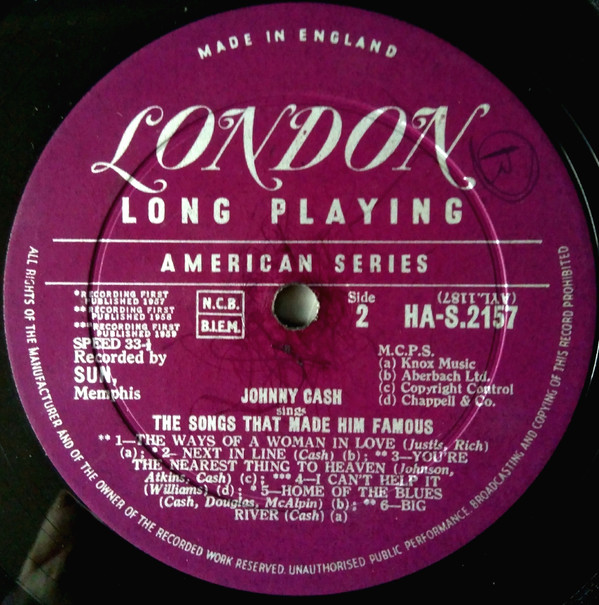 MADE IN ENGLAND
LONDON
R
LONG PLAYING
AMERICAN SERIES
*RECORDING FIRST
PUBLISHED 1957
**RECORDING FIRST
PUBLISHED 1958
***RECORDING FIRST
PUBLISHED 1959
SPEED 33-⅓
Recorded by
SUN,
Memphis
N.C.B.
B.I.E.M.
Side
2
(AYL.1187)
HA-S.2157
M.C.P.S.
(a) Knox Music
(b) Aberbach Ltd.
(c) Copyright Control
(d) Chappell & Co.
JOHNNY CASH
sings
THE SONGS THAT MADE HIM FAMOUS
** 1—THE WAYS OF A WOMAN IN LOVE (Justis, Rich)
(a); * 2— NEXT IN LINE (Cash) (b); ** 3—YOU'RE
THE NEAREST THING TO HEAVEN (Johnson,
Atkins, Cash) (c); *** 4—I CAN'T HELP IT
(Williams) (d); * 5—HOME OF THE BLUES
(Cash, Douglas, McAlpin) (b); ** 6—BIG
RIVER (Cash) (a)
ALL RIGHTS OF THE MANUFACTURER AND OF THE OWNER OF THE RECORDED WORK RESERVED. UNAUTHORISED PUBLIC PERFORMANCE, BROADCASTING AND COPYING OF THIS RECORD PROHIBITED